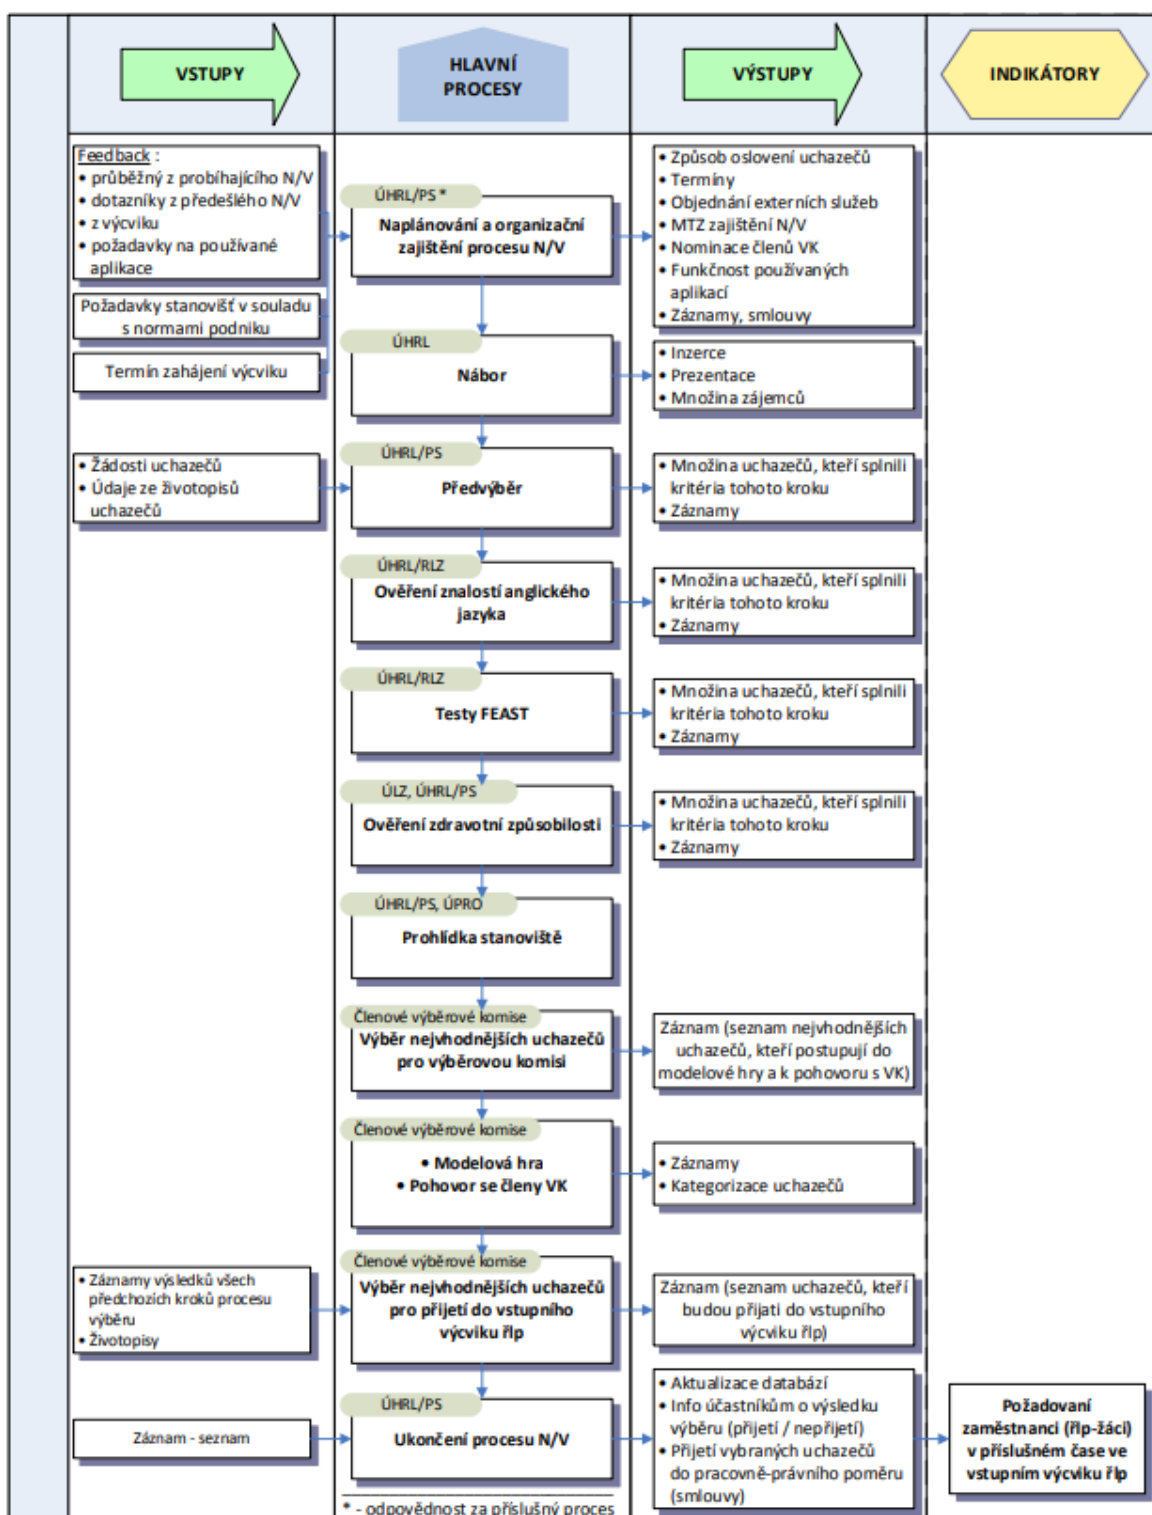 VSTUPY
HLAVNÍ
PROCESY
VÝSTUPY
INDIKÁTORY
Feedback :
• průběžný z probíhajícího N/V
• dotazníky z předešlého N/V
• z výcviku
• požadavky na používané
aplikace
Požadavky stanovišť v souladu
s normami podniku
Termín zahájení výcviku
ÚHRL/PS *
Naplánování a organizační
zajištění procesu N/V
• Způsob oslovení uchazečů
• Termíny
• Objednání externích služeb
• MTZ zajištění N/V
• Nominace členů VK
• Funkčnost používaných
aplikací
• Záznamy, smlouvy
ÚHRL
Nábor
• Inzerce
• Prezentace
• Množina zájemců
• Žádosti uchazečů
• Údaje ze životopisů
uchazečů
ÚHRL/PS
Předvýběr
• Množina uchazečů, kteří splnili
kritéria tohoto kroku
• Záznamy
ÚHRL/RLZ
Ověření znalostí anglického
jazyka
• Množina uchazečů, kteří splnili
kritéria tohoto kroku
• Záznamy
ÚHRL/RLZ
Testy FEAST
• Množina uchazečů, kteří splnili
kritéria tohoto kroku
• Záznamy
ÚLZ, ÚHRL/PS
Ověření zdravotní způsobilosti
• Množina uchazečů, kteří splnili
kritéria tohoto kroku
• Záznamy
ÚHRL/PS, ÚPRO
Prohlídka stanoviště
Členové výběrové komise
Výběr nejvhodnějších uchazečů
pro výběrovou komisi
Záznam (seznam nejvhodnějších
uchazečů, kteří postupují do
modelové hry a k pohovoru s VK)
Členové výběrové komise
• Modelová hra
• Pohovor se členy VK
• Záznamy
• Kategorizace uchazečů
• Záznamy výsledků všech
předchozích kroků procesu
výběru
• Životopisy
Členové výběrové komise
Výběr nejvhodnějších uchazečů
pro přijetí do vstupního
výcviku řlp
Záznam (seznam uchazečů, kteří
budou přijati do vstupního
výcviku řlp)
Záznam - seznam
ÚHRL/PS
Ukončení procesu N/V
• Aktualizace databází
• Info účastníkům o výsledku
výběru (přijetí / nepřijetí)
• Přijetí vybraných uchazečů
do pracovně-právního poměru
(smlouvy)
Požadovaní
zaměstnanci (řlp-žáci)
v příslušném čase ve
vstupním výcviku řlp
* - odpovědnost za příslušný proces